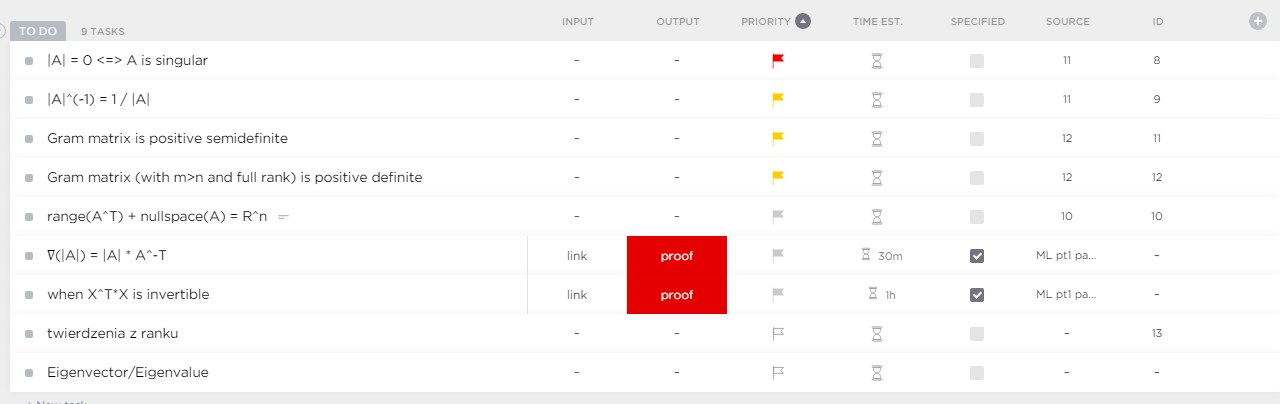 TO DO 9 TASKS INPUT OUTPUT PRIORITY TIME EST. SPECIFIED SOURCE ID
|A| = 0 <=> A is singular - - 11 8
|A|^(-1) = 1 / |A| - - 11 9
Gram matrix is positive semidefinite - - 12 11
Gram matrix (with m>n and full rank) is positive definite - - 12 12
range(A^T) + nullspace(A) = R^n - - 10 10
∇(|A|) = |A| * A^-T link proof 30m ML pt1 pa... -
when X^T*X is invertible link proof 1h ML pt1 pa... -
twierdzenia z ranku - - - 13
Eigenvector/Eigenvalue - - - -
+ New task